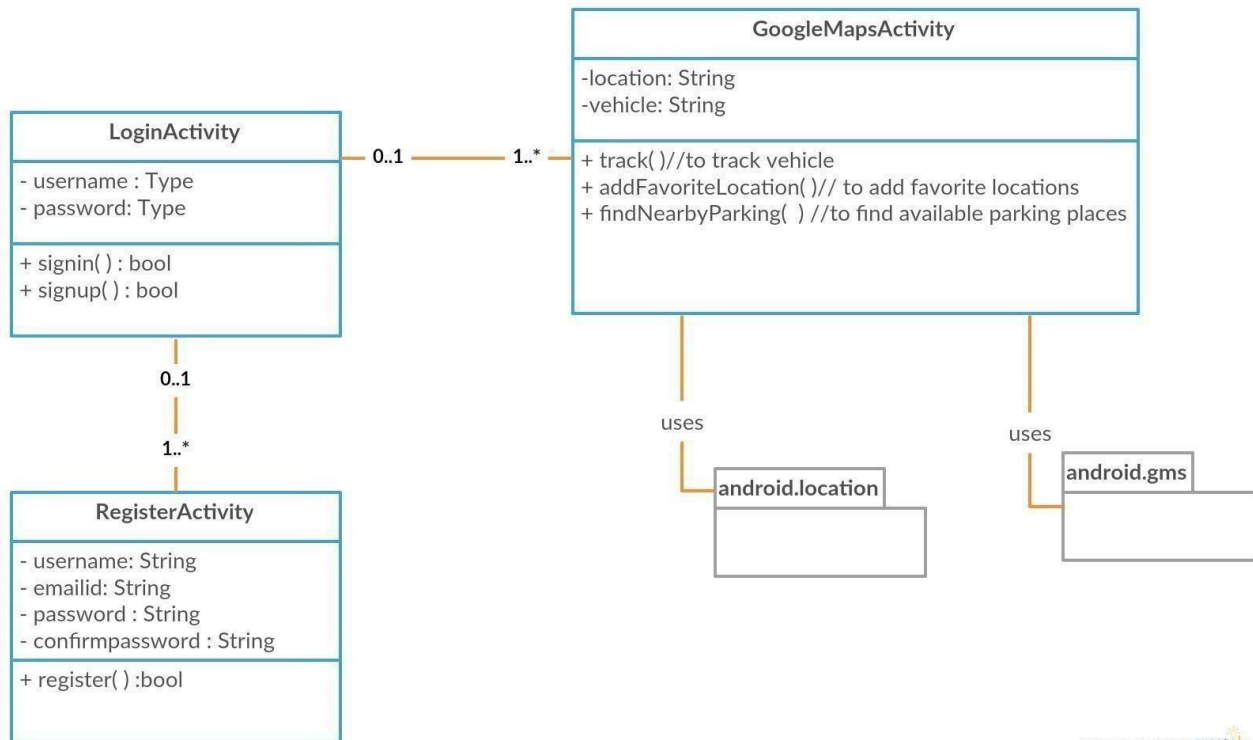 GoogleMapsActivity
-location: String
-vehicle: String
+ track( )//to track vehicle
+ addFavoriteLocation( )// to add favorite locations
+ findNearbyParking(  ) //to find available parking places
LoginActivity
- username : Type
- password: Type
+ signin( ) : bool
+ signup( ) : bool
0..1
1..*
0..1
1..*
RegisterActivity
- username: String
- emailid: String
- password : String
- confirmpassword : String
+ register( ) :bool
uses
android.location
uses
android.gms